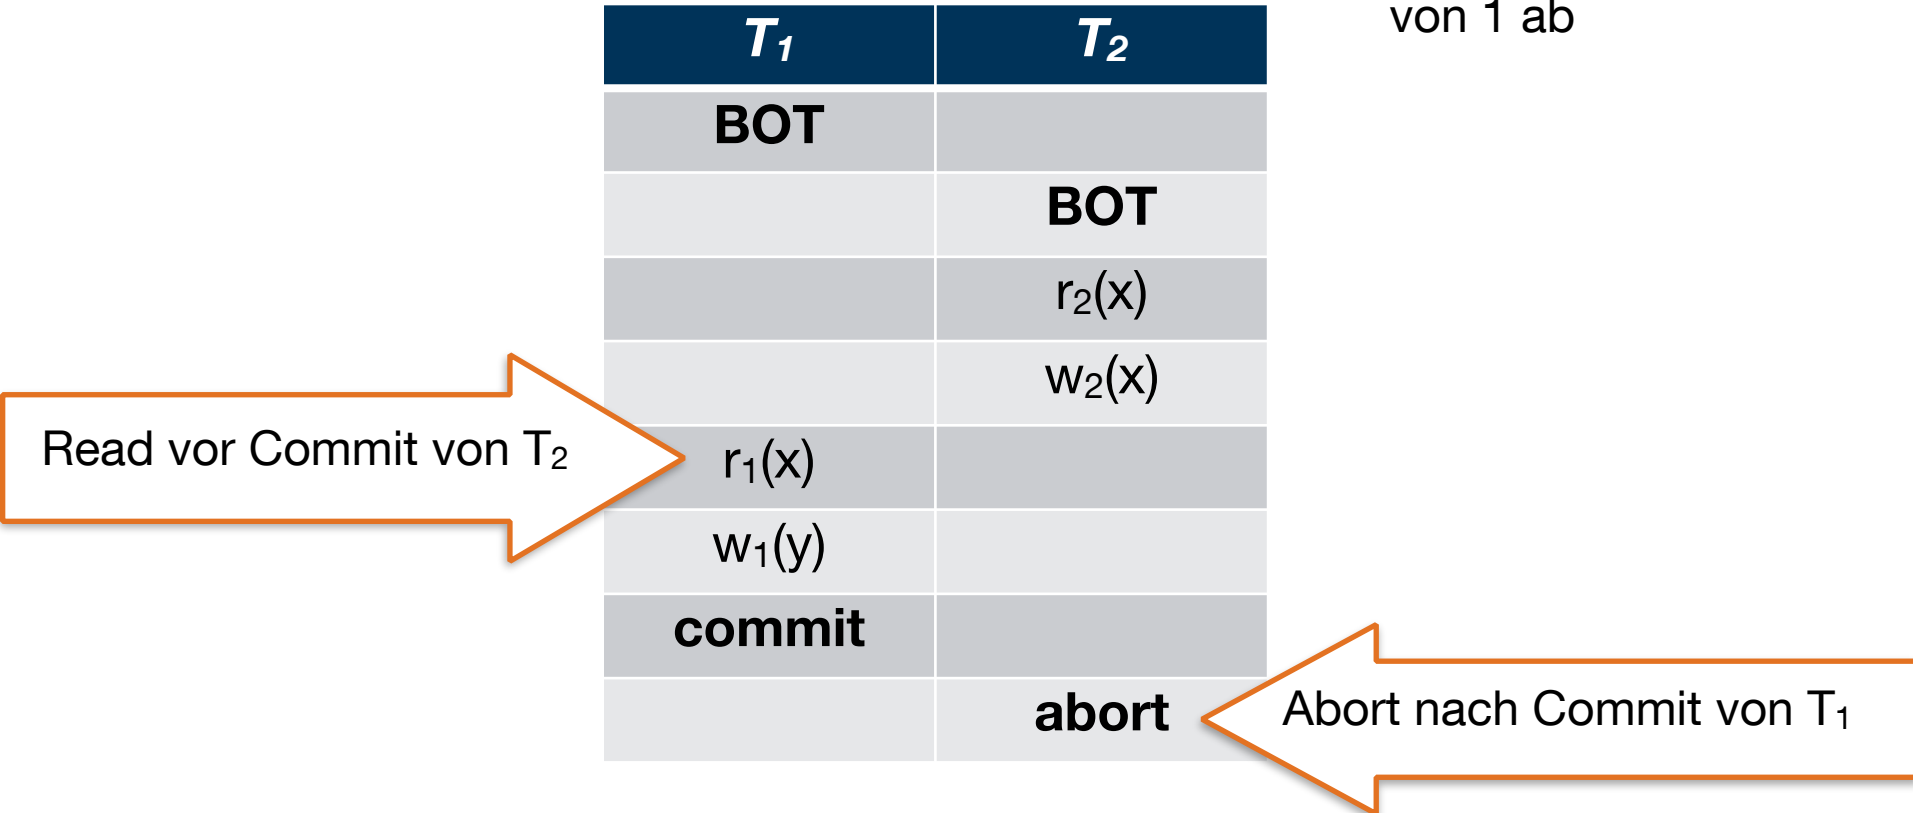 von 1 ab
T₁ T₂
BOT
BOT
r₂(x)
w₂(x)
Read vor Commit von T₂
r₁(x)
w₁(y)
commit
abort
Abort nach Commit von T₁